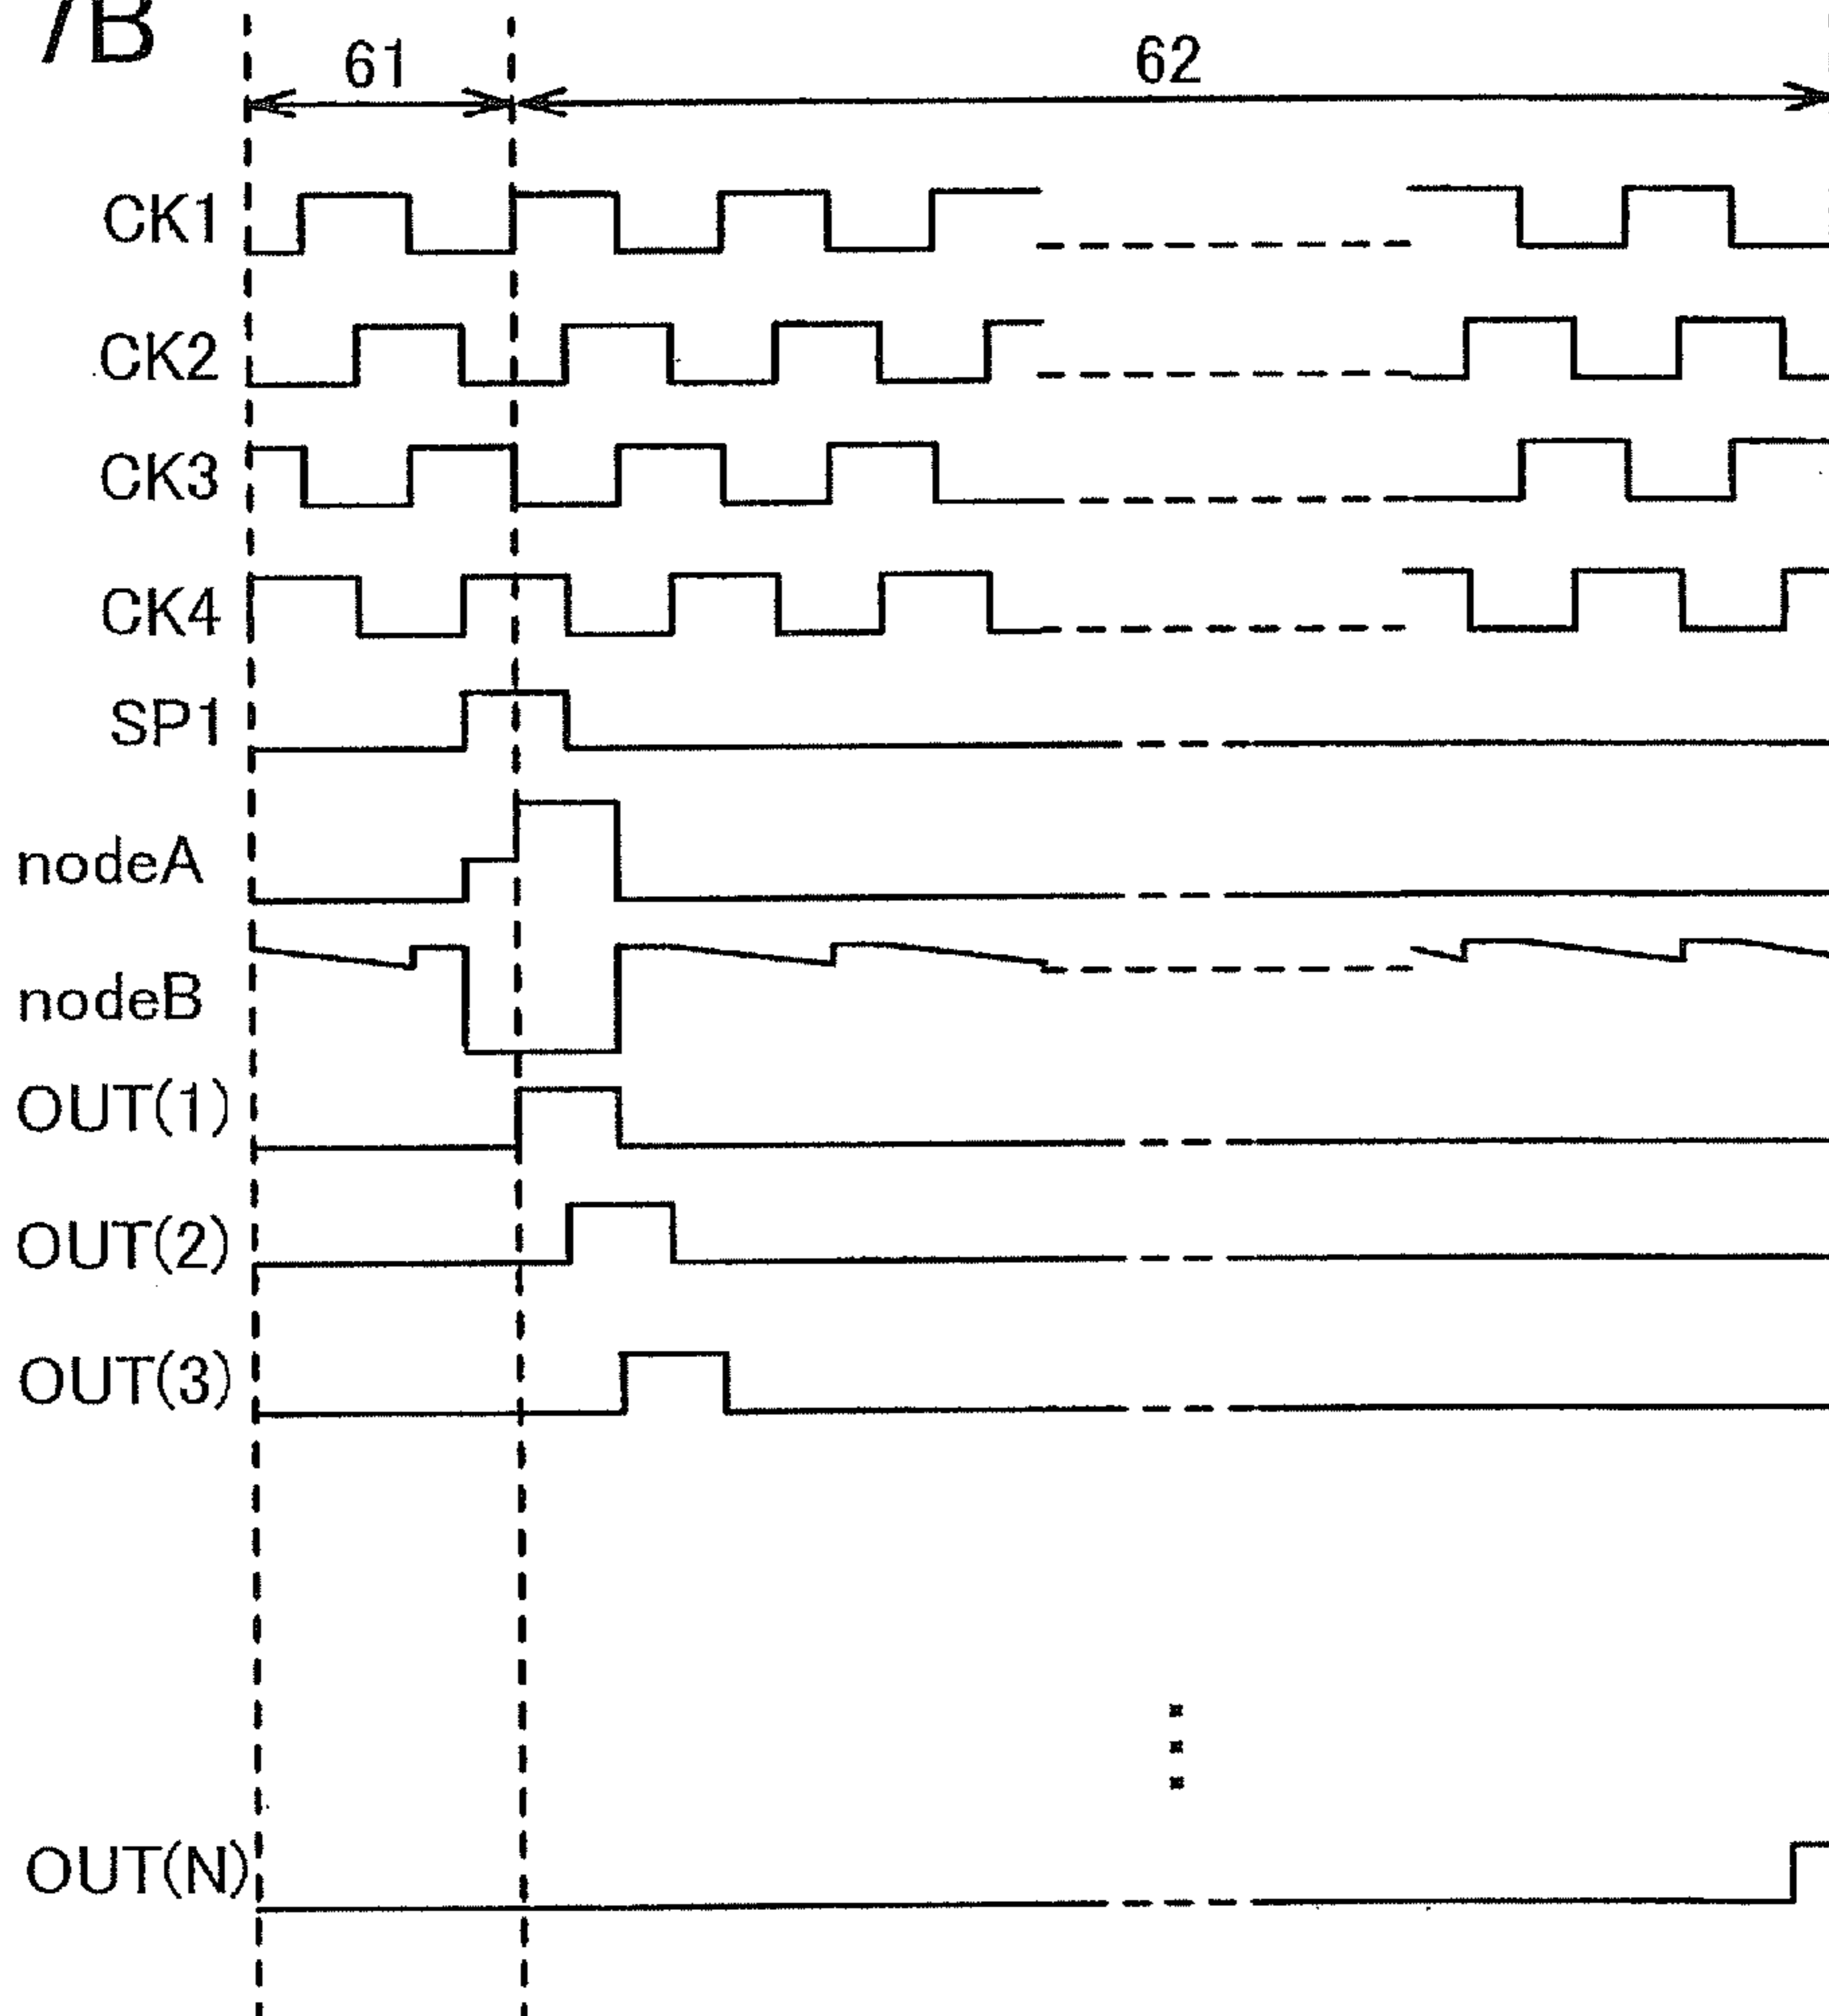 7B
61
62
CK1
CK2
CK3
CK4
SP1
nodeA
nodeB
OUT(1)
OUT(2)
OUT(3)
OUT(N)